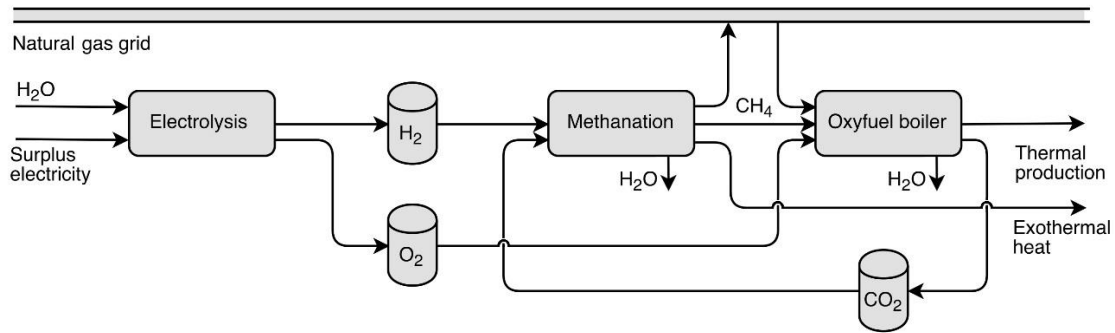 Natural gas grid
H₂O
Electrolysis
Surplus
electricity
H₂
O₂
Methanation
H₂O
CH₄
Oxyfuel boiler
H₂O
Thermal
production
Exothermal
heat
CO₂